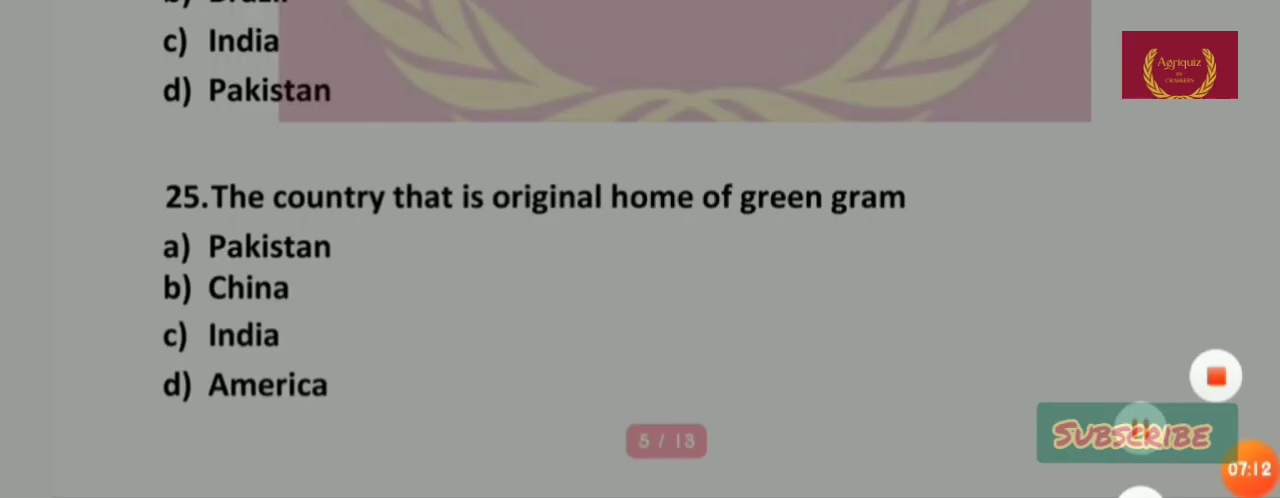 c) India
d) Pakistan
Agriquiz
25.The country that is original home of green gram
a) Pakistan
b) China
c) India
d) America
5 / 13
SUBSCRIBE
07:12